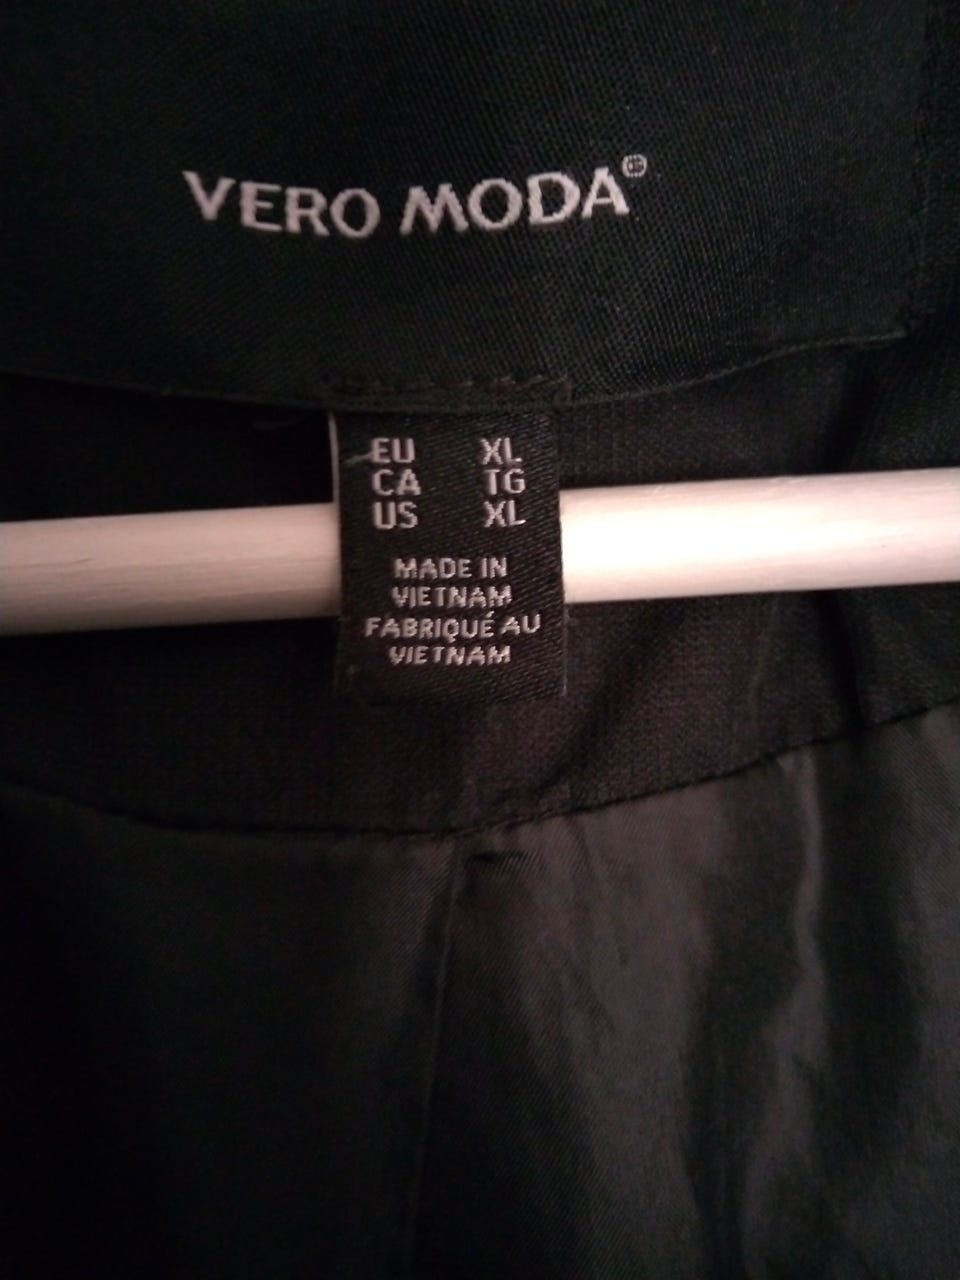 VERO MODA®
EU XL
CA TG
US XL
MADE IN
VIETNAM
FABRIQUÉ AU
VIETNAM